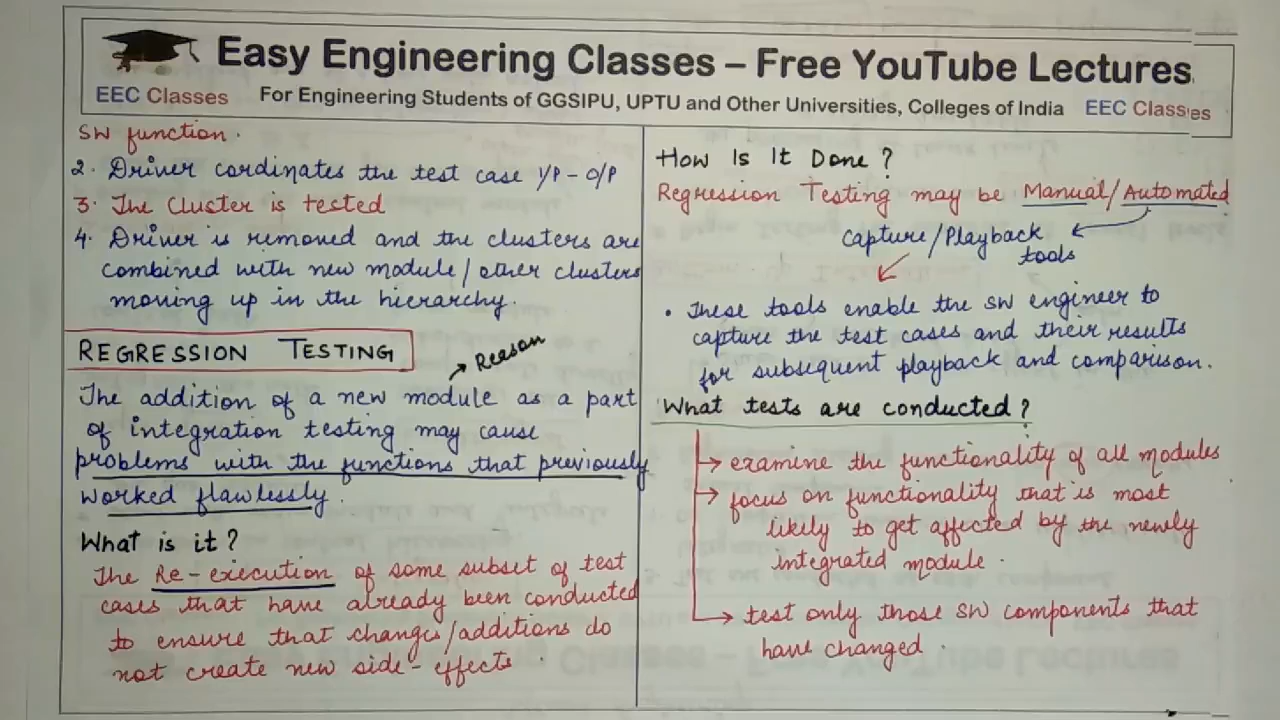 Easy Engineering Classes – Free YouTube Lectures
EEC Classes For Engineering Students of GGSIPU, UPTU and Other Universities, Colleges of India EEC Classes
SW function.
2. Driver cordinates the test case I/P - O/P
3. The Cluster is tested
4. Driver is removed and the clusters are
combined with new module / other clusters
moving up in the hierarchy.
REGRESSION TESTING
→ Reason
The addition of a new module as a part
of integration testing may cause
problems with the functions that previously
worked flawlessly.
What is it?
The Re-execution of some subset of test
cases that have already been conducted
to ensure that changes/additions do
not create new side-effects.
How Is It Done?
Regression Testing may be Manual/Automated
Capture/Playback
tools
• These tools enable the SW engineer to
capture the test cases and their results
for subsequent playback and comparison.
What tests are conducted?
→ examine the functionality of all modules
→ focus on functionality that is most
likely to get affected by the newly
integrated module.
→ test only those SW components that
have changed.